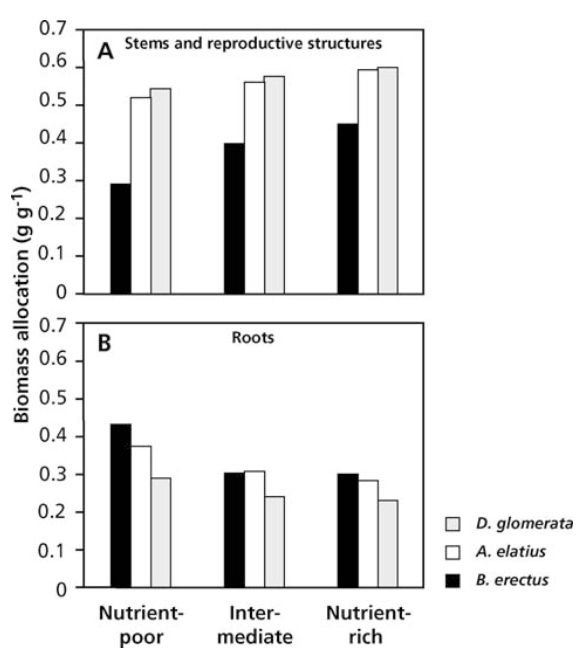 A
Stems and reproductive structures
0.7
0.6
0.5
0.4
0.3
0.2
0.1
0
Biomass allocation (g g⁻¹)
B
Roots
0.7
0.6
0.5
0.4
0.3
0.2
0.1
0
Nutrient-
poor
Inter-
mediate
Nutrient-
rich
D. glomerata
A. elatius
B. erectus